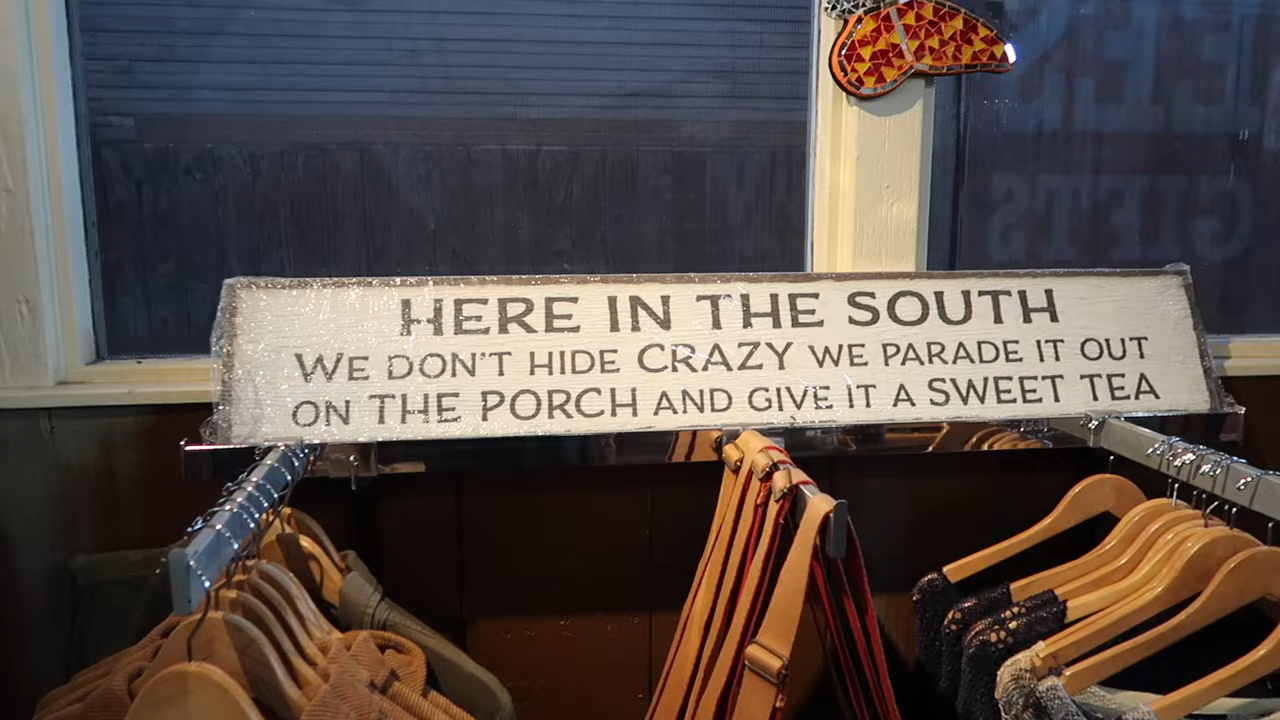 HERE IN THE SOUTH
WE DON'T HIDE CRAZY WE PARADE IT OUT
ON THE PORCH AND GIVE IT A SWEET TEA
GIFTS